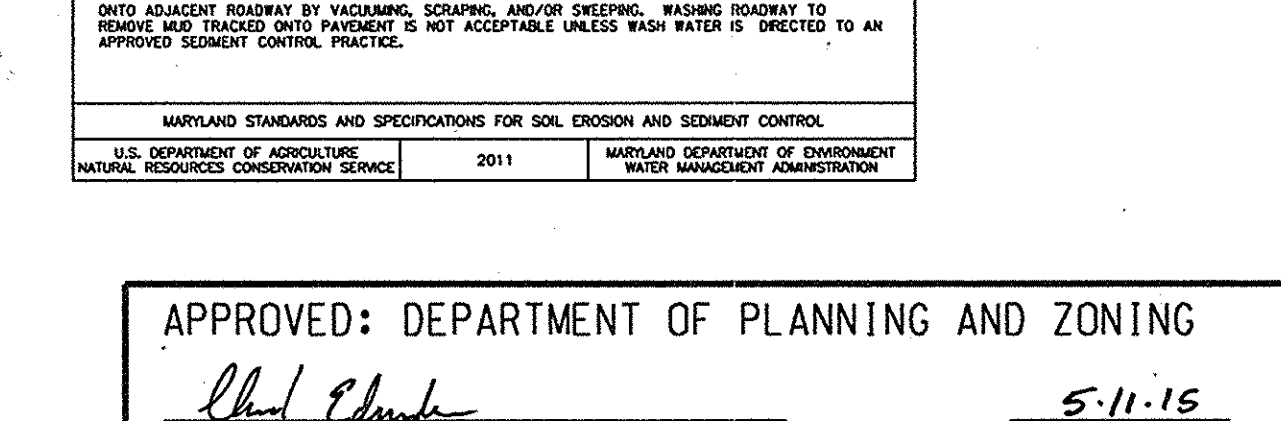 ONTO ADJACENT ROADWAY BY VACUUMING, SCRAPING, AND/OR SWEEPING. WASHING ROADWAY TO
REMOVE MUD TRACKED ONTO PAVEMENT IS NOT ACCEPTABLE UNLESS WASH WATER IS DIRECTED TO AN
APPROVED SEDIMENT CONTROL PRACTICE.
MARYLAND STANDARDS AND SPECIFICATIONS FOR SOIL EROSION AND SEDIMENT CONTROL
U.S. DEPARTMENT OF AGRICULTURE
NATURAL RESOURCES CONSERVATION SERVICE
2011
MARYLAND DEPARTMENT OF ENVIRONMENT
WATER MANAGEMENT ADMINISTRATION
APPROVED: DEPARTMENT OF PLANNING AND ZONING
5.11.15